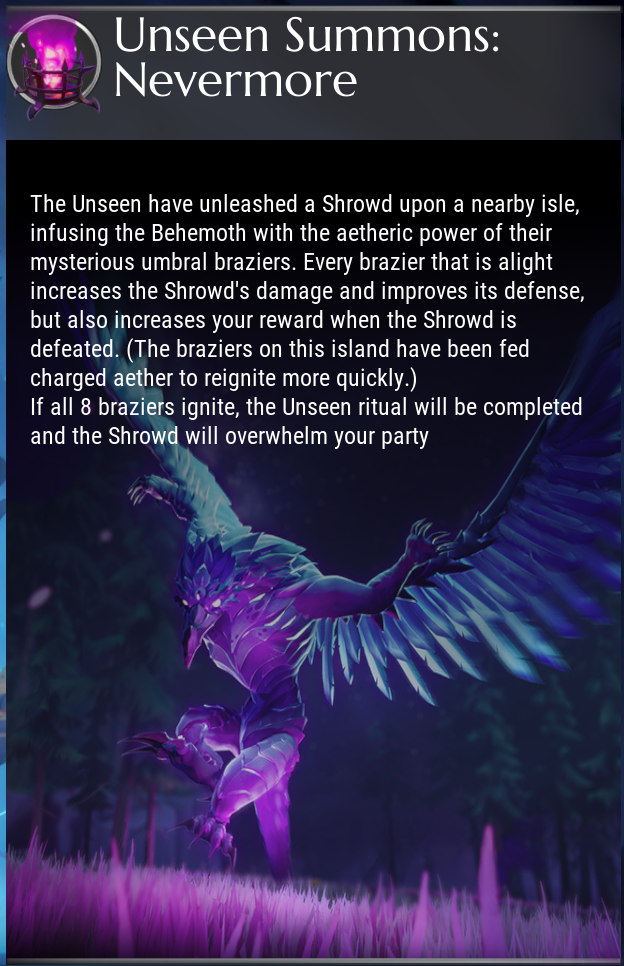 Unseen Summons:
Nevermore
The Unseen have unleashed a Shrowd upon a nearby isle,
infusing the Behemoth with the aetheric power of their
mysterious umbral braziers. Every brazier that is alight
increases the Shrowd's damage and improves its defense,
but also increases your reward when the Shrowd is
defeated. (The braziers on this island have been fed
charged aether to reignite more quickly.)
If all 8 braziers ignite, the Unseen ritual will be completed
and the Shrowd will overwhelm your party